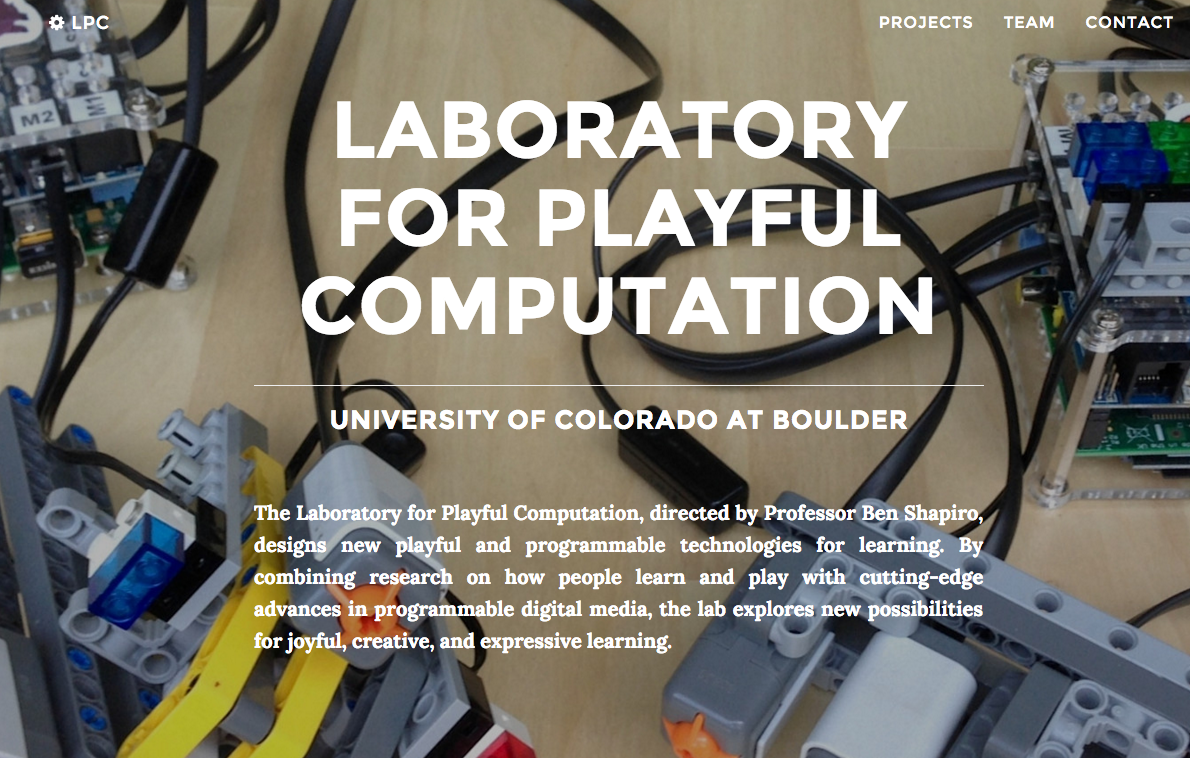 LPC
PROJECTS TEAM CONTACT
M2 M1
LABORATORY
FOR PLAYFUL
COMPUTATION
UNIVERSITY OF COLORADO AT BOULDER
The Laboratory for Playful Computation, directed by Professor Ben Shapiro,
designs new playful and programmable technologies for learning. By
combining research on how people learn and play with cutting-edge
advances in programmable digital media, the lab explores new possibilities
for joyful, creative, and expressive learning.